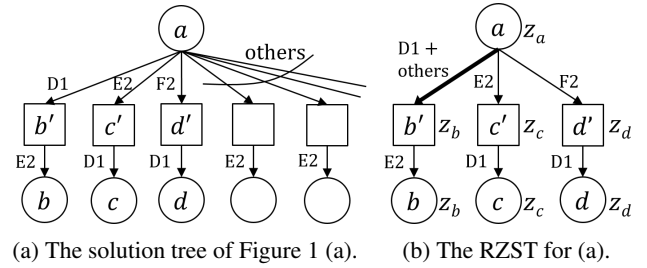 a
others
D1 E2 F2
b′ c′ d′
E2 D1 D1 E2 E2
b c d
(a) The solution tree of Figure 1 (a).
a z_a
D1 +
others
E2 F2
b′ z_b c′ z_c d' z_d
E2 D1 D1
b z_b c z_c d z_d
(b) The RZST for (a).